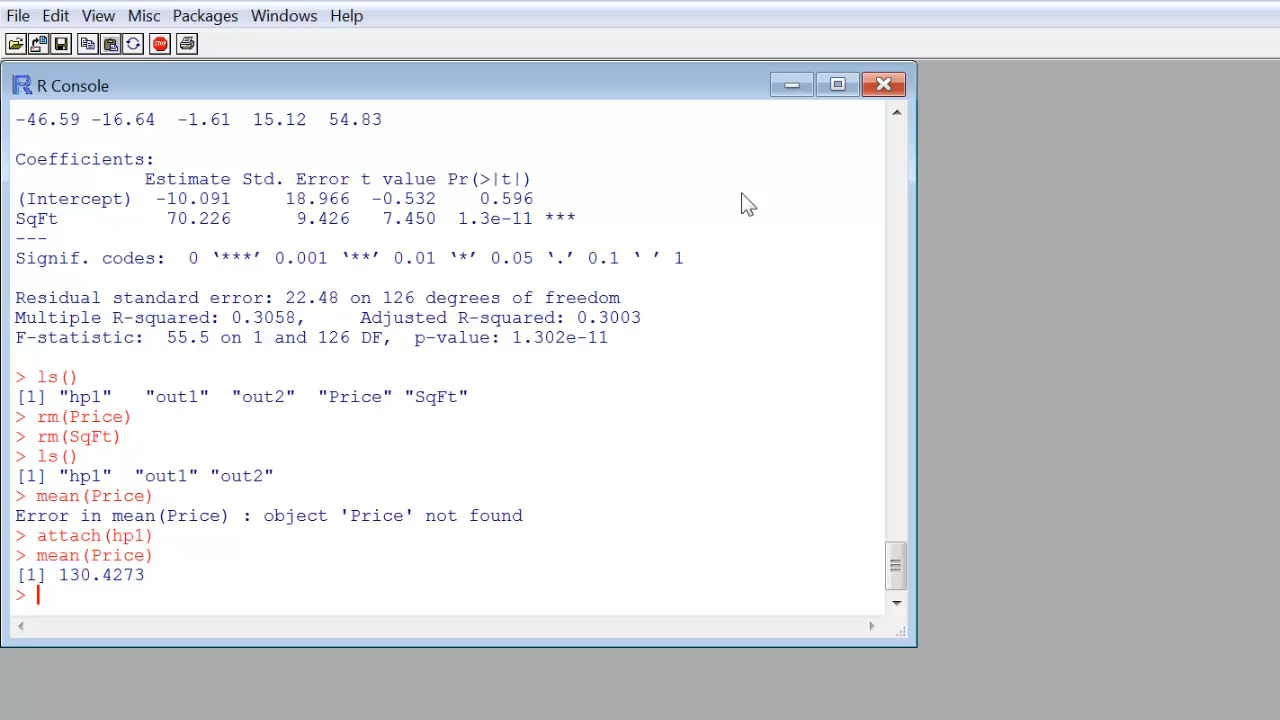 File Edit View Misc Packages Windows Help
STOP
R R Console
-46.59 -16.64  -1.61  15.12  54.83
Coefficients:
            Estimate Std. Error t value Pr(>|t|)
(Intercept)  -10.091     18.966  -0.532    0.596
SqFt          70.226      9.426   7.450  1.3e-11 ***
---
Signif. codes:  0 ‘***’ 0.001 ‘**’ 0.01 ‘*’ 0.05 ‘.’ 0.1 ‘ ’ 1
Residual standard error: 22.48 on 126 degrees of freedom
Multiple R-squared: 0.3058,     Adjusted R-squared: 0.3003
F-statistic:  55.5 on 1 and 126 DF,  p-value: 1.302e-11
> ls()
[1] "hp1"   "out1"  "out2"  "Price" "SqFt"
> rm(Price)
> rm(SqFt)
> ls()
[1] "hp1"  "out1" "out2"
> mean(Price)
Error in mean(Price) : object 'Price' not found
> attach(hp1)
> mean(Price)
[1] 130.4273
>